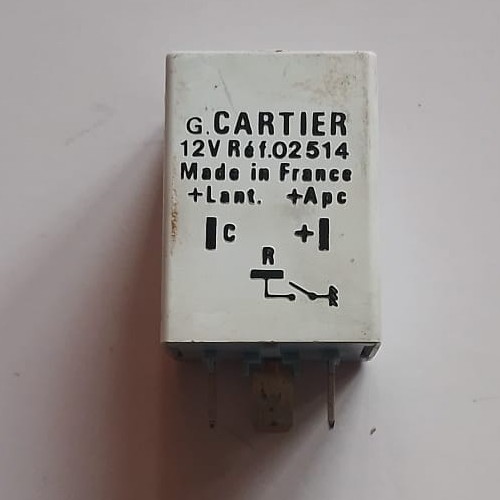 G. CARTIER
12V Réf.02514
Made in France
+Lant. +Apc
C +
R